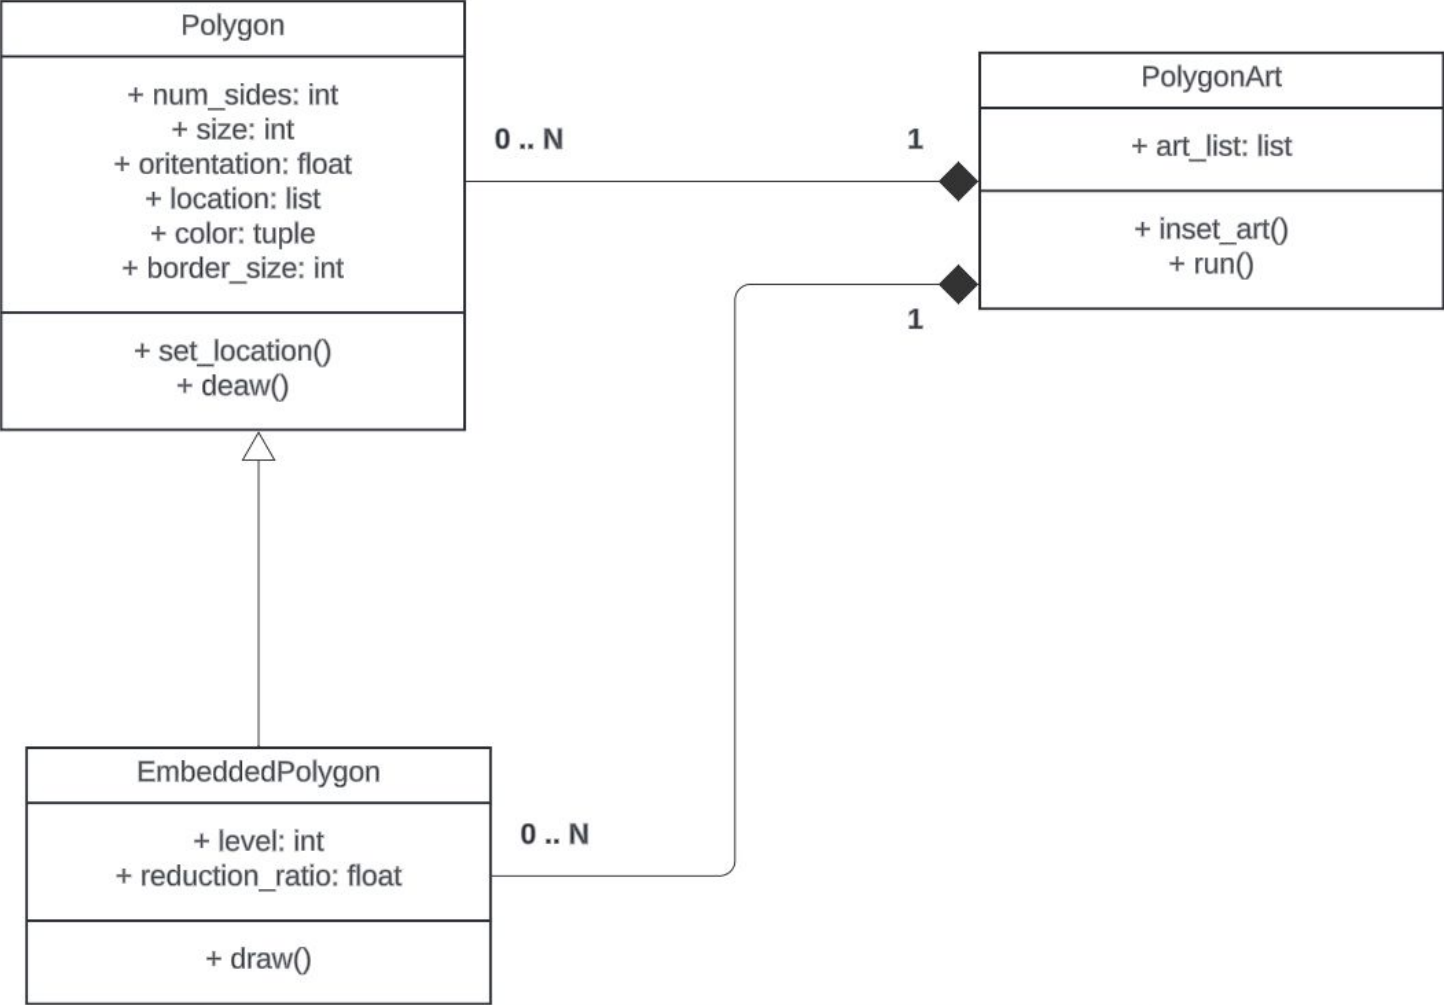 Polygon
+ num_sides: int
+ size: int
+ oritentation: float
+ location: list
+ color: tuple
+ border_size: int
+ set_location()
+ deaw()
0 .. N
1
PolygonArt
+ art_list: list
+ inset_art()
+ run()
1
EmbeddedPolygon
+ level: int
+ reduction_ratio: float
+ draw()
0 .. N